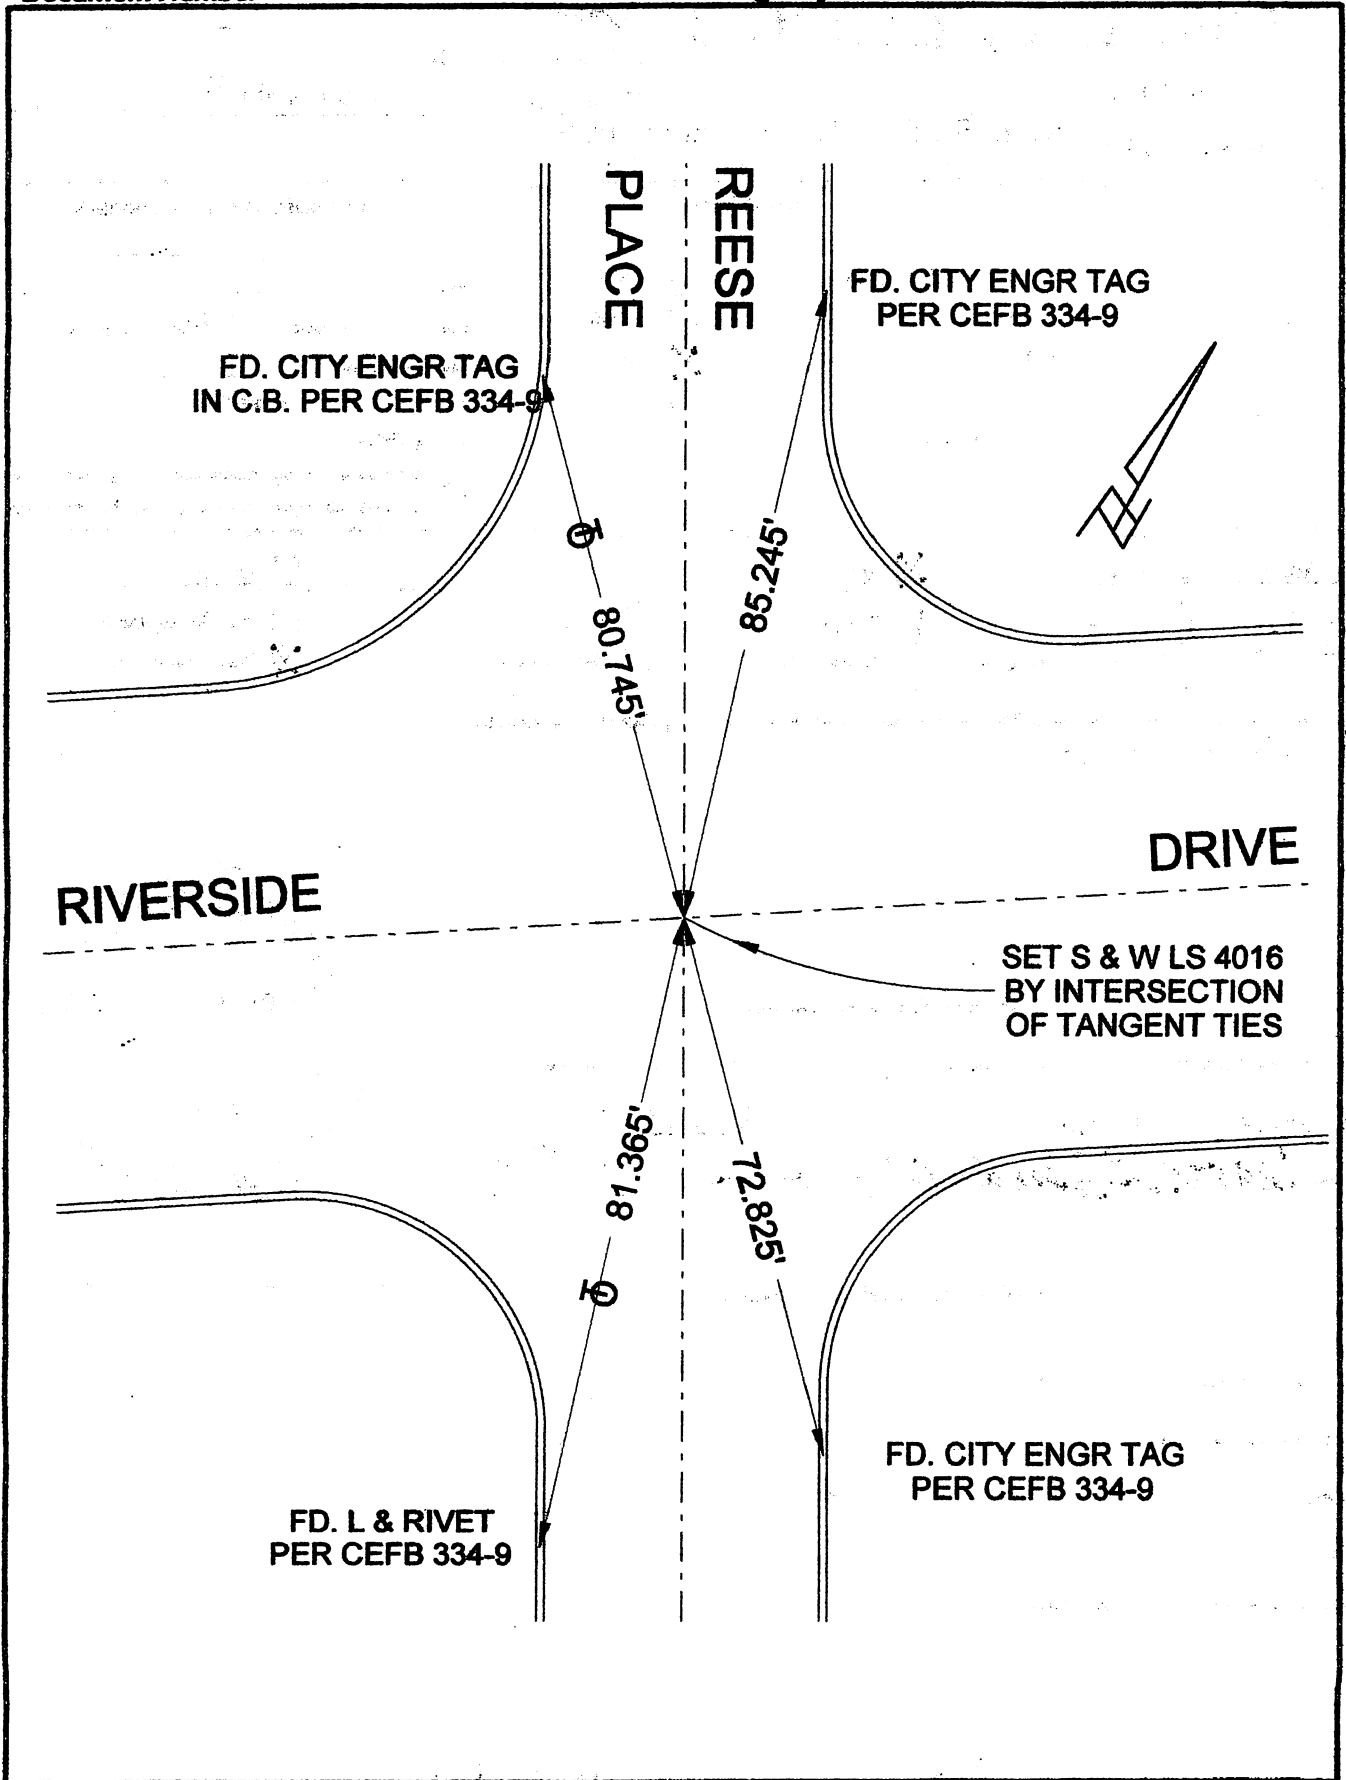 REESE
PLACE
FD. CITY ENGR TAG
PER CEFB 334-9
FD. CITY ENGR TAG
IN C.B. PER CEFB 334-9
80.745'
85.245'
RIVERSIDE
DRIVE
SET S & W LS 4016
BY INTERSECTION
OF TANGENT TIES
81.365'
72.825'
FD. CITY ENGR TAG
PER CEFB 334-9
FD. L & RIVET
PER CEFB 334-9